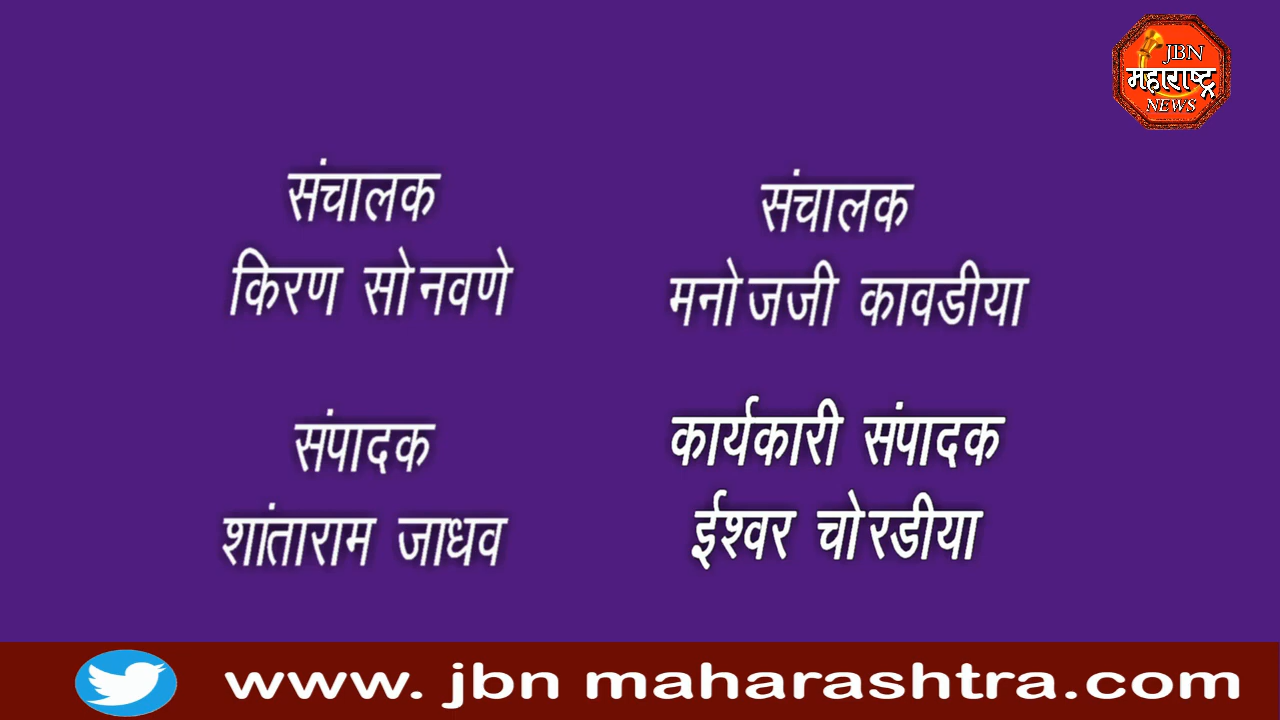 JBN
महाराष्ट्र
NEWS
संचालक
किरण सोनवणे
संचालक
मनोजजी कावडीया
संपादक
शांताराम जाधव
कार्यकारी संपादक
ईश्वर चोरडीया
www. jbn maharashtra.com